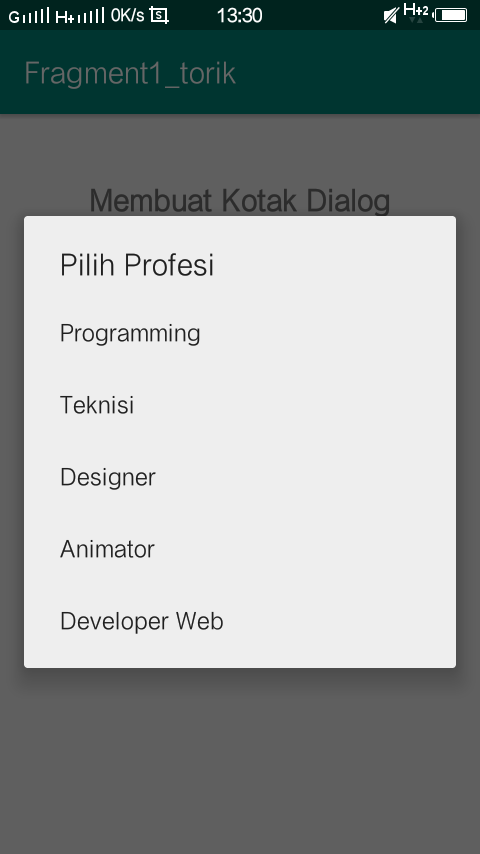 G H+ 0K/s 13:30 H+2
Fragment1_torik
Membuat Kotak Dialog
Pilih Profesi
Programming
Teknisi
Designer
Animator
Developer Web